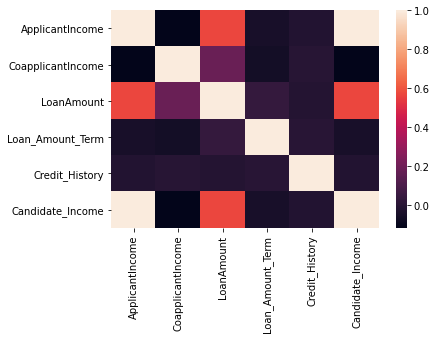 ApplicantIncome
CoapplicantIncome
LoanAmount
Loan_Amount_Term
Credit_History
Candidate_Income
ApplicantIncome
CoapplicantIncome
LoanAmount
Loan_Amount_Term
Credit_History
Candidate_Income
1.0
0.8
0.6
0.4
0.2
0.0